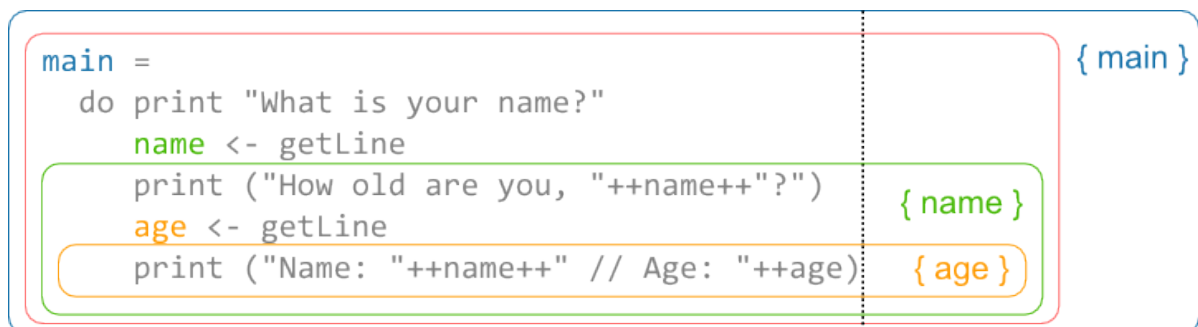 main = { main }
do print "What is your name?"
name <- getLine
print ("How old are you, "++name++"?") { name }
age <- getLine
print ("Name: "++name++" // Age: "++age) { age }